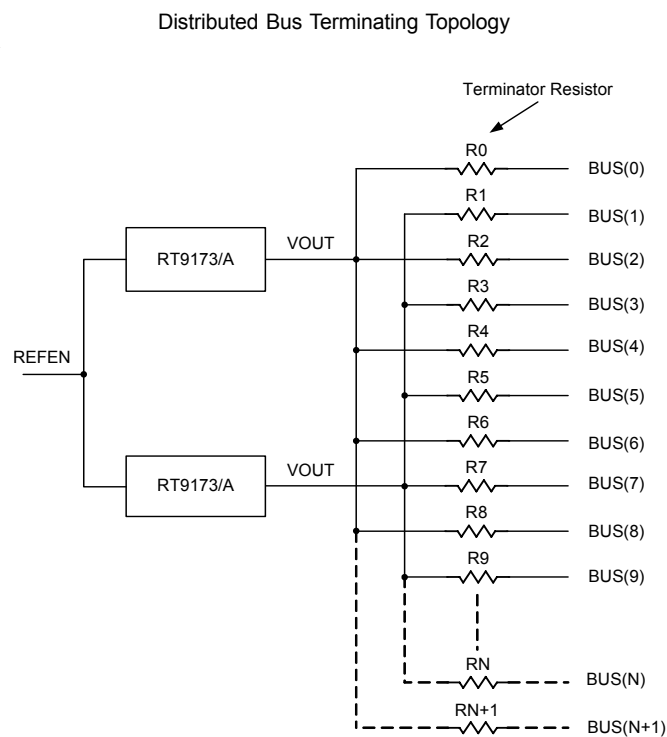 Distributed Bus Terminating Topology
Terminator Resistor
R0
BUS(0)
R1
BUS(1)
RT9173/A
VOUT
R2
BUS(2)
R3
BUS(3)
R4
BUS(4)
REFEN
R5
BUS(5)
R6
BUS(6)
RT9173/A
VOUT
R7
BUS(7)
R8
BUS(8)
R9
BUS(9)
RN
BUS(N)
RN+1
BUS(N+1)